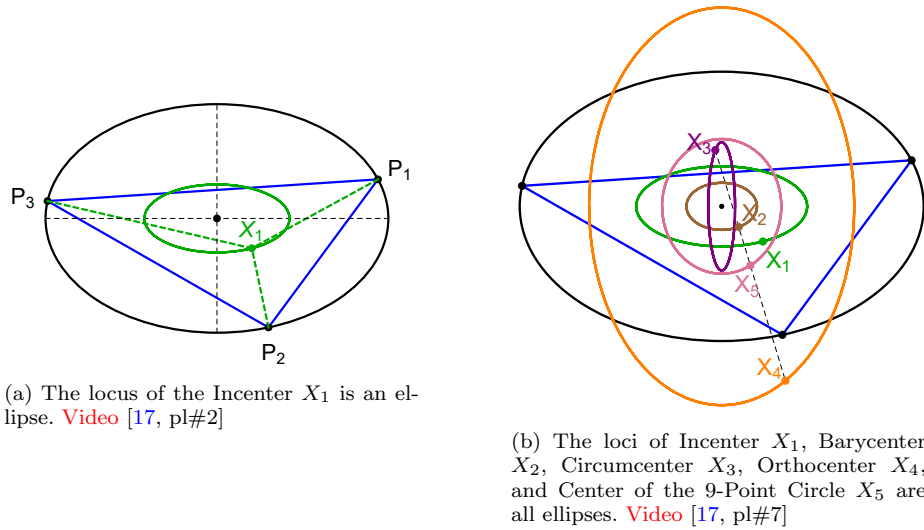 P₁
P₃
X₁
P₂
(a) The locus of the Incenter X₁ is an el-
lipse. Video [17, pl#2]
X₃
X₂
X₁
X₅
X₄
(b) The loci of Incenter X₁, Barycenter
X₂, Circumcenter X₃, Orthocenter X₄,
and Center of the 9-Point Circle X₅ are
all ellipses. Video [17, pl#7]